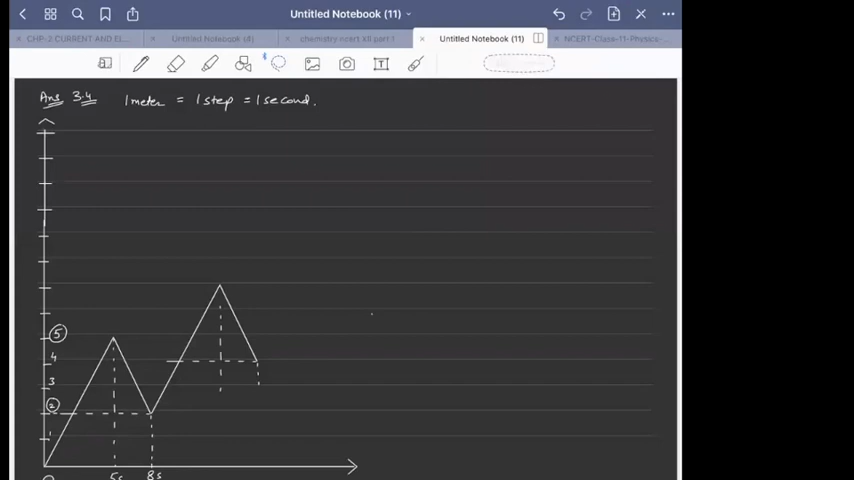 Untitled Notebook (11)
CHP-3 CURRENT AND EL...
Untitled Notebook (4)
chemistry ncert XII part 1
Untitled Notebook (11)
NCERT-Class-11-Physics-...
Ans 3.4 1 meter = 1 step = 1 second.
5
4
3
2
1
0
5s 8s